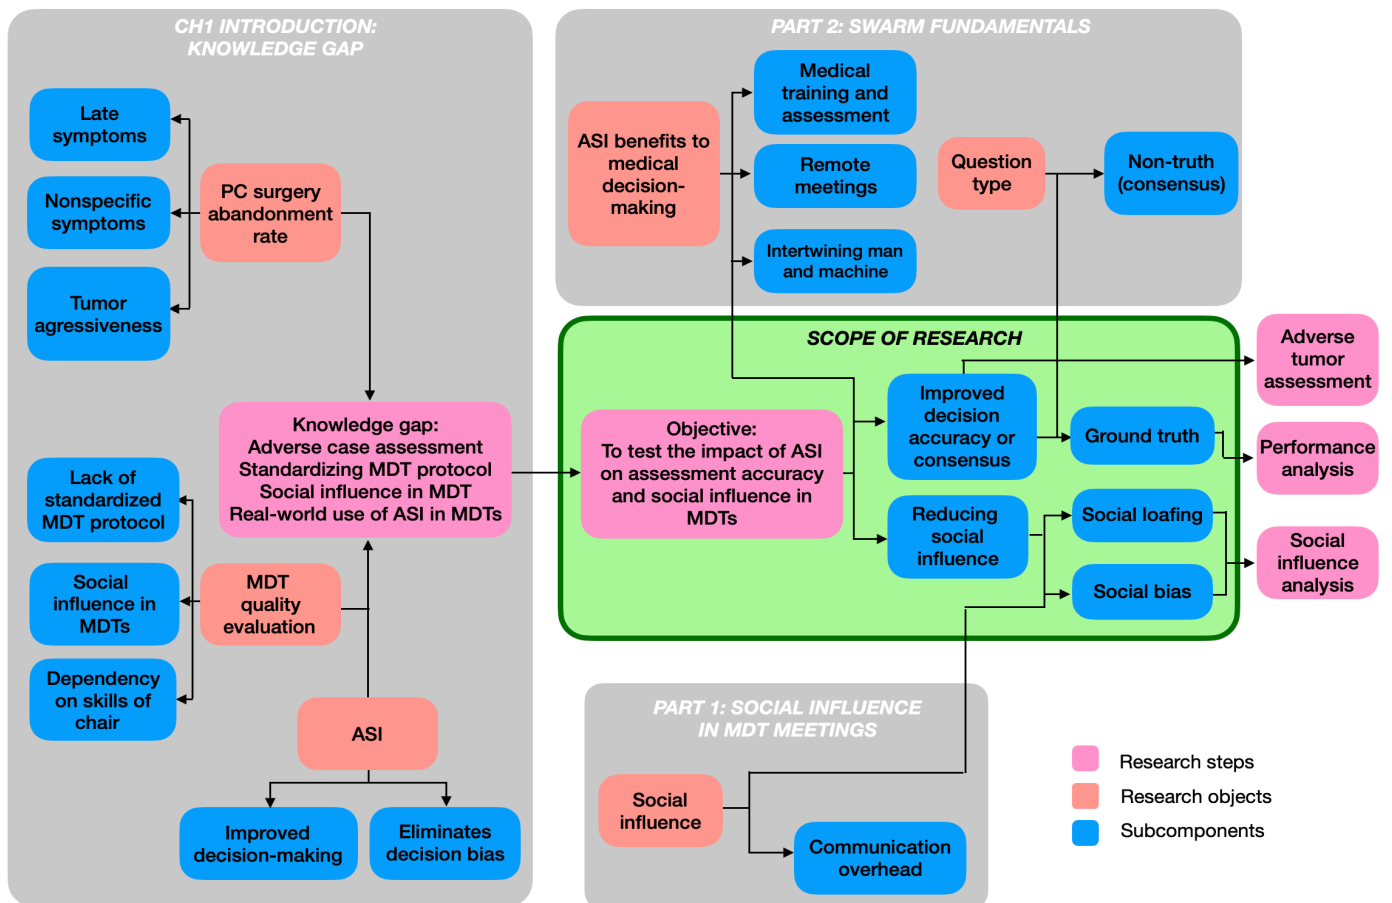 CH1 INTRODUCTION:
KNOWLEDGE GAP
Late
symptoms
Nonspecific
symptoms
Tumor
agressiveness
PC surgery
abandonment
rate
Knowledge gap:
Adverse case assessment
Standardizing MDT protocol
Social influence in MDT
Real-world use of ASI in MDTs
Lack of
standardized
MDT protocol
Social
influence in
MDTs
Dependency
on skills of
chair
MDT
quality
evaluation
ASI
Improved
decision-making
Eliminates
decision bias
PART 2: SWARM FUNDAMENTALS
ASI benefits to
medical
decision-
making
Medical
training and
assessment
Remote
meetings
Intertwining man
and machine
Question
type
Non-truth
(consensus)
SCOPE OF RESEARCH
Objective:
To test the impact of ASI
on assessment accuracy
and social influence in
MDTs
Improved
decision
accuracy or
consensus
Reducing
social
influence
Ground truth
Social loafing
Social bias
Adverse
tumor
assessment
Performance
analysis
Social
influence
analysis
PART 1: SOCIAL INFLUENCE
IN MDT MEETINGS
Social
influence
Communication
overhead
Research steps
Research objects
Subcomponents